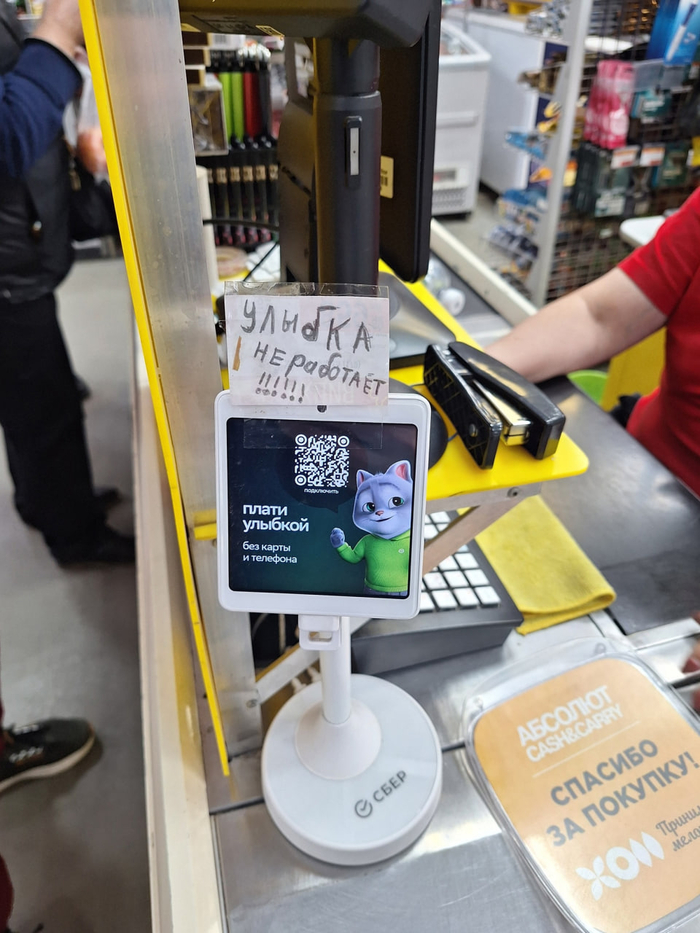 УЛЫбКА
НЕ рабоТАЕТ
!!!!!!
подключить
плати
улыбкой
без карты
и телефона
СБЕР
АБСОЛЮТ
CASH&CARRY
СПАСИБО
ЗА ПОКУПКУ!